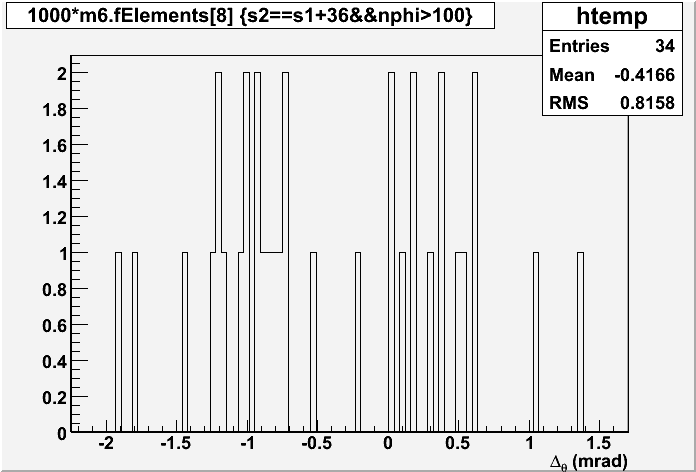 1000*m6.fElements[8] {s2==s1+36&&nphi>100}
htemp
Entries 34
Mean -0.4166
RMS 0.8158
2
1.8
1.6
1.4
1.2
1
0.8
0.6
0.4
0.2
0
-2 -1.5 -1 -0.5 0 0.5 1 1.5
Δθ (mrad)